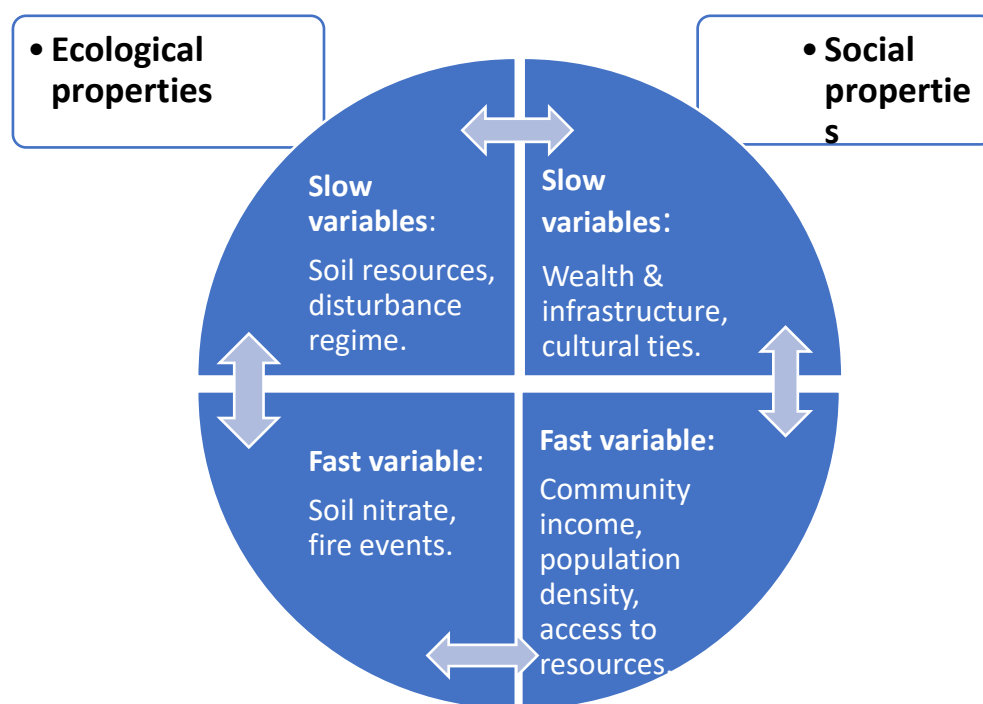 • Ecological
properties
• Social
propertie
s
Slow
variables:
Soil resources,
disturbance
regime.
Slow
variables:
Wealth &
infrastructure,
cultural ties.
Fast variable:
Soil nitrate,
fire events.
Fast variable:
Community
income,
population
density,
access to
resources.